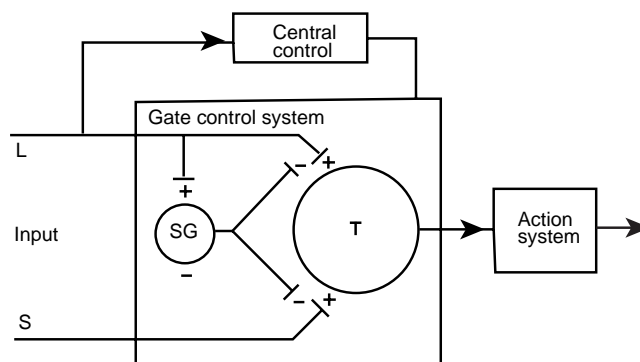 Central
control
Gate control system
L
+
- +
Input
SG
T
Action
system
-
- +
S